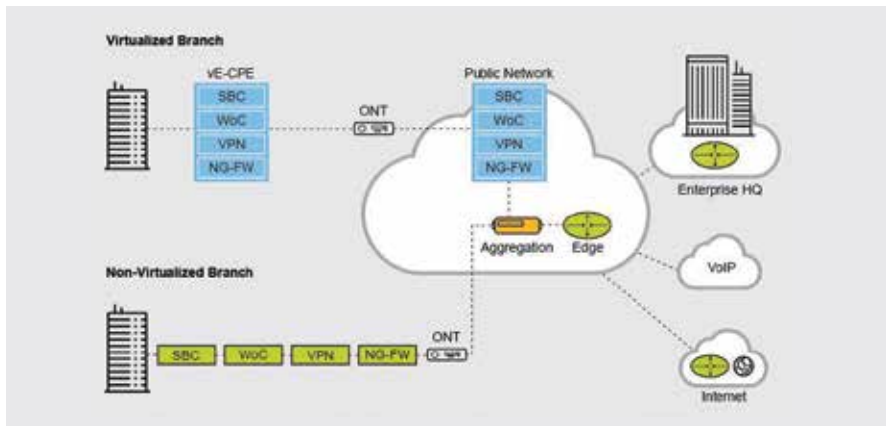 Virtualized Branch
vE-CPE
SBC
WoC
VPN
NG-FW
ONT
Public Network
SBC
WoC
VPN
NG-FW
Enterprise HQ
Aggregation
Edge
VoIP
Non-Virtualized Branch
SBC
WoC
VPN
NG-FW
ONT
Internet